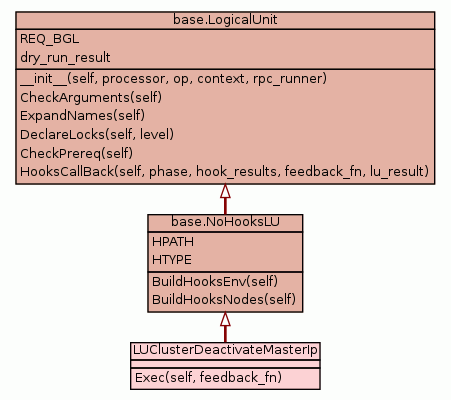 base.LogicalUnit
REQ_BGL
dry_run_result
__init__(self, processor, op, context, rpc_runner)
CheckArguments(self)
ExpandNames(self)
DeclareLocks(self, level)
CheckPrereq(self)
HooksCallBack(self, phase, hook_results, feedback_fn, lu_result)
base.NoHooksLU
HPATH
HTYPE
BuildHooksEnv(self)
BuildHooksNodes(self)
LUClusterDeactivateMasterIp
Exec(self, feedback_fn)